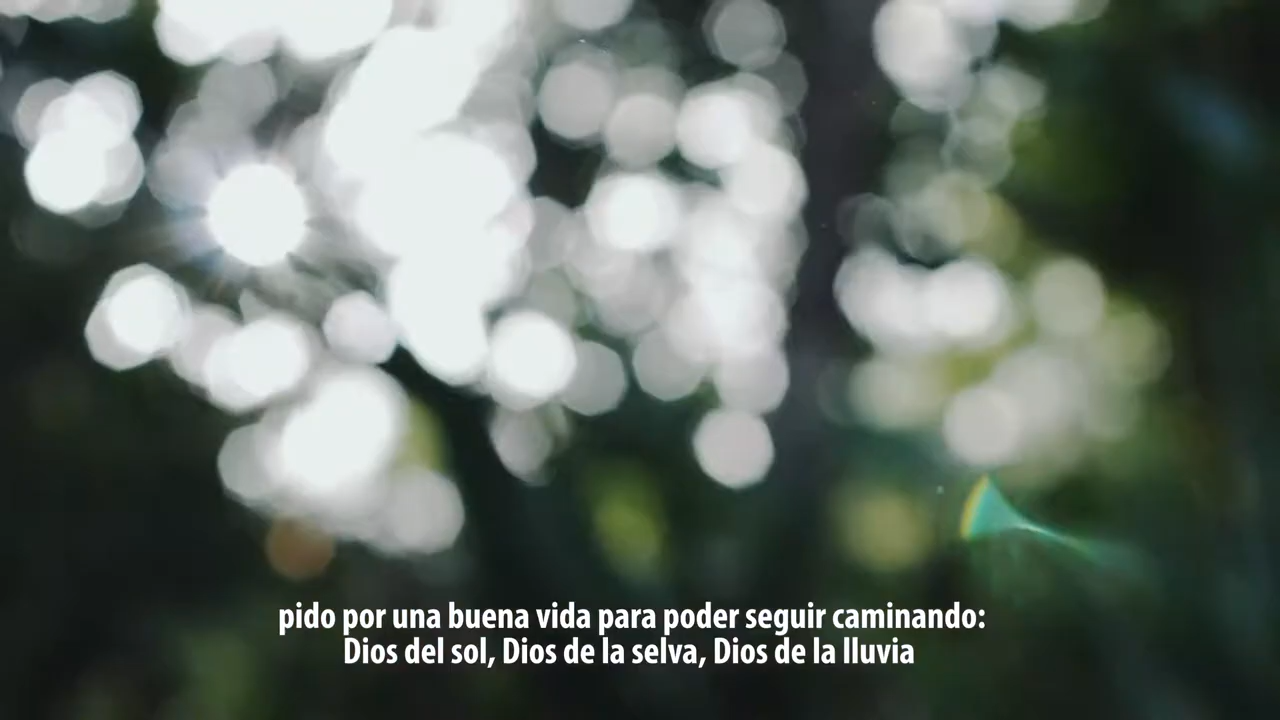 pido por una buena vida para poder seguir caminando:
Dios del sol, Dios de la selva, Dios de la lluvia